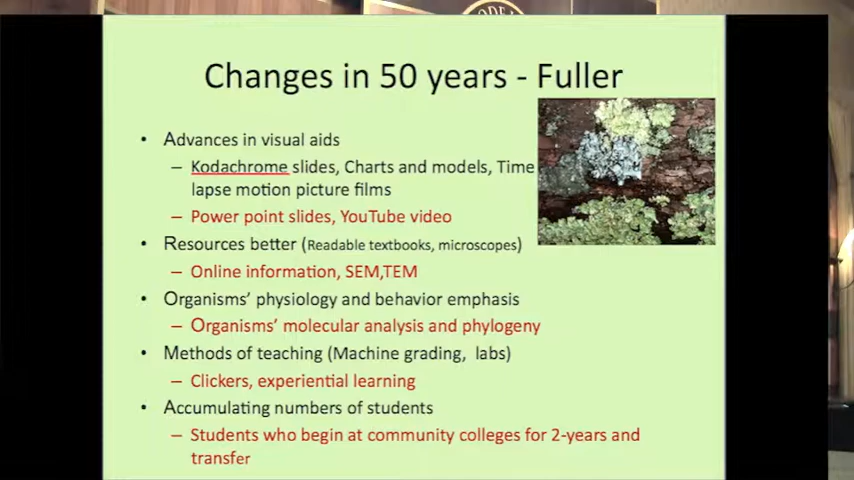 Changes in 50 years - Fuller
• Advances in visual aids
– Kodachrome slides, Charts and models, Time
lapse motion picture films
– Power point slides, YouTube video
• Resources better (Readable textbooks, microscopes)
– Online information, SEM,TEM
• Organisms' physiology and behavior emphasis
– Organisms' molecular analysis and phylogeny
• Methods of teaching (Machine grading, labs)
– Clickers, experiential learning
• Accumulating numbers of students
– Students who begin at community colleges for 2-years and
transfer